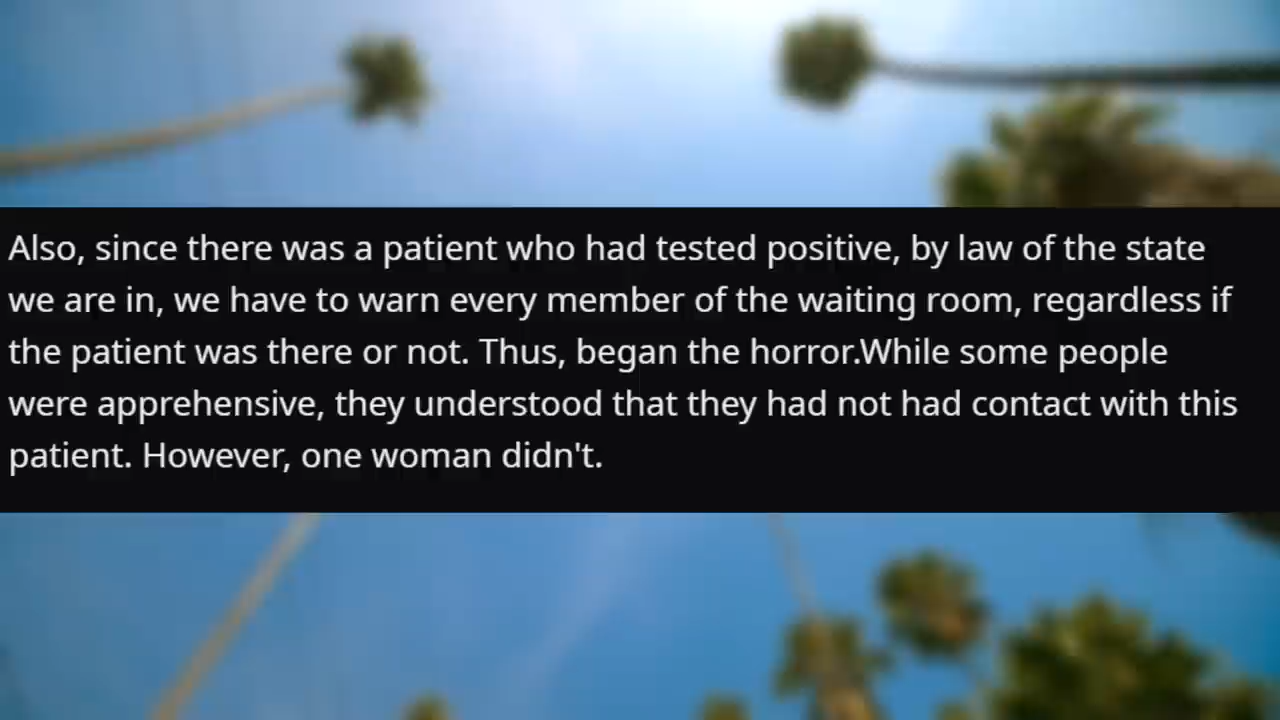 Also, since there was a patient who had tested positive, by law of the state
we are in, we have to warn every member of the waiting room, regardless if
the patient was there or not. Thus, began the horror.While some people
were apprehensive, they understood that they had not had contact with this
patient. However, one woman didn't.